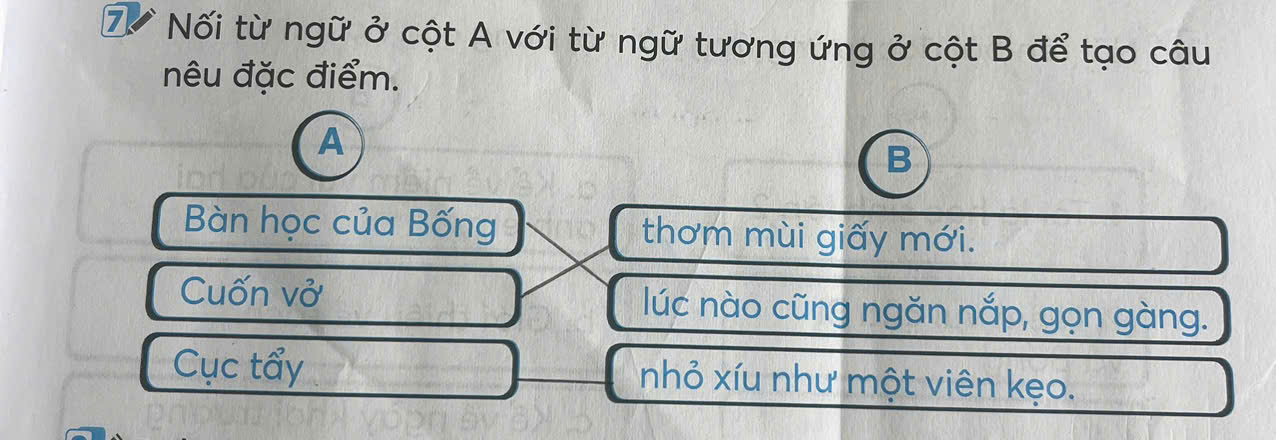 7 Nối từ ngữ ở cột A với từ ngữ tương ứng ở cột B để tạo câu
nêu đặc điểm.
A
B
Bàn học của Bống
thơm mùi giấy mới.
Cuốn vở
lúc nào cũng ngăn nắp, gọn gàng.
Cục tẩy
nhỏ xíu như một viên kẹo.